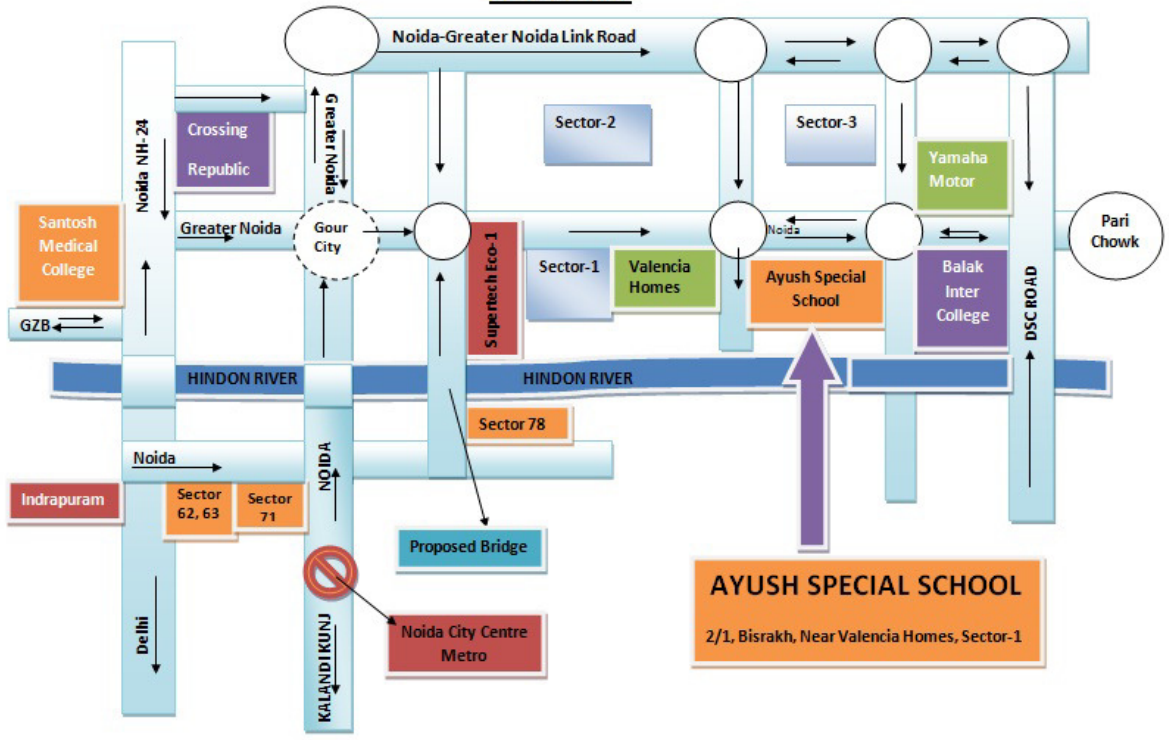 Noida-Greater Noida Link Road
Noida NH-24
Crossing
Republic
Greater Noida
Sector-2
Sector-3
Yamaha
Motor
Santosh
Medical
College
Greater Noida
Gour
City
Noida
Pari
Chowk
Supertech Eco-1
Sector-1
Valencia
Homes
Ayush Special
School
Balak
Inter
College
DSC ROAD
GZB
HINDON RIVER
HINDON RIVER
Sector 78
Noida
NOIDA
Indrapuram
Sector
62, 63
Sector
71
Proposed Bridge
Delhi
KALANDI KUNJ
Noida City Centre
Metro
AYUSH SPECIAL SCHOOL
2/1, Bisrakh, Near Valencia Homes, Sector-1